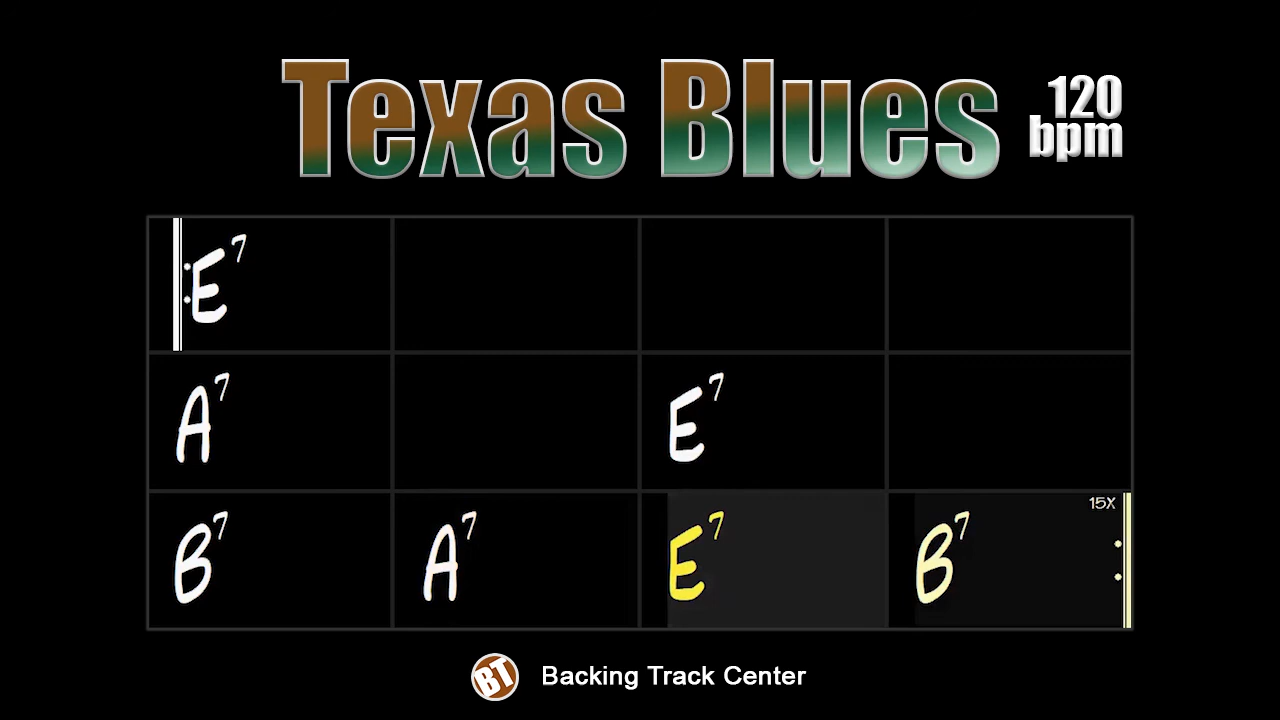 Texas Blues
120
bpm
E7
A7 E7
15X
B7 A7 E7 B7
BT Backing Track Center